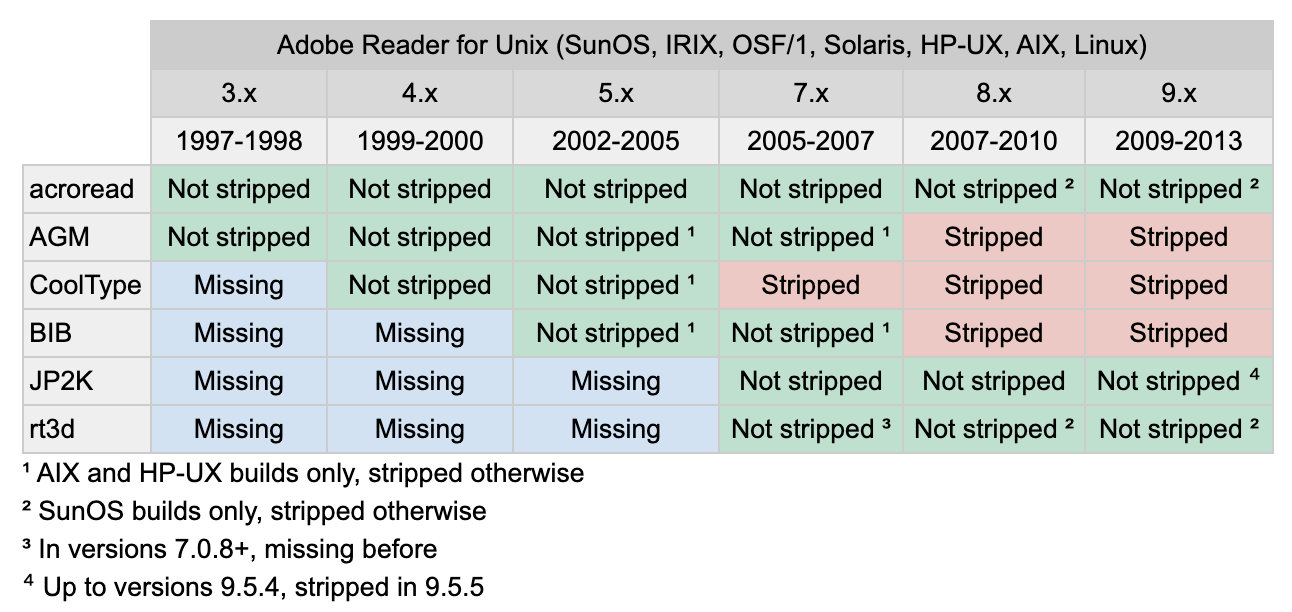 Adobe Reader for Unix (SunOS, IRIX, OSF/1, Solaris, HP-UX, AIX, Linux)
3.x 4.x 5.x 7.x 8.x 9.x
1997-1998 1999-2000 2002-2005 2005-2007 2007-2010 2009-2013
acroread Not stripped Not stripped Not stripped Not stripped Not stripped ² Not stripped ²
AGM Not stripped Not stripped Not stripped ¹ Not stripped ¹ Stripped Stripped
CoolType Missing Not stripped Not stripped ¹ Stripped Stripped Stripped
BIB Missing Missing Not stripped ¹ Not stripped ¹ Stripped Stripped
JP2K Missing Missing Missing Not stripped Not stripped Not stripped ⁴
rt3d Missing Missing Missing Not stripped ³ Not stripped ² Not stripped ²
¹ AIX and HP-UX builds only, stripped otherwise
² SunOS builds only, stripped otherwise
³ In versions 7.0.8+, missing before
⁴ Up to versions 9.5.4, stripped in 9.5.5